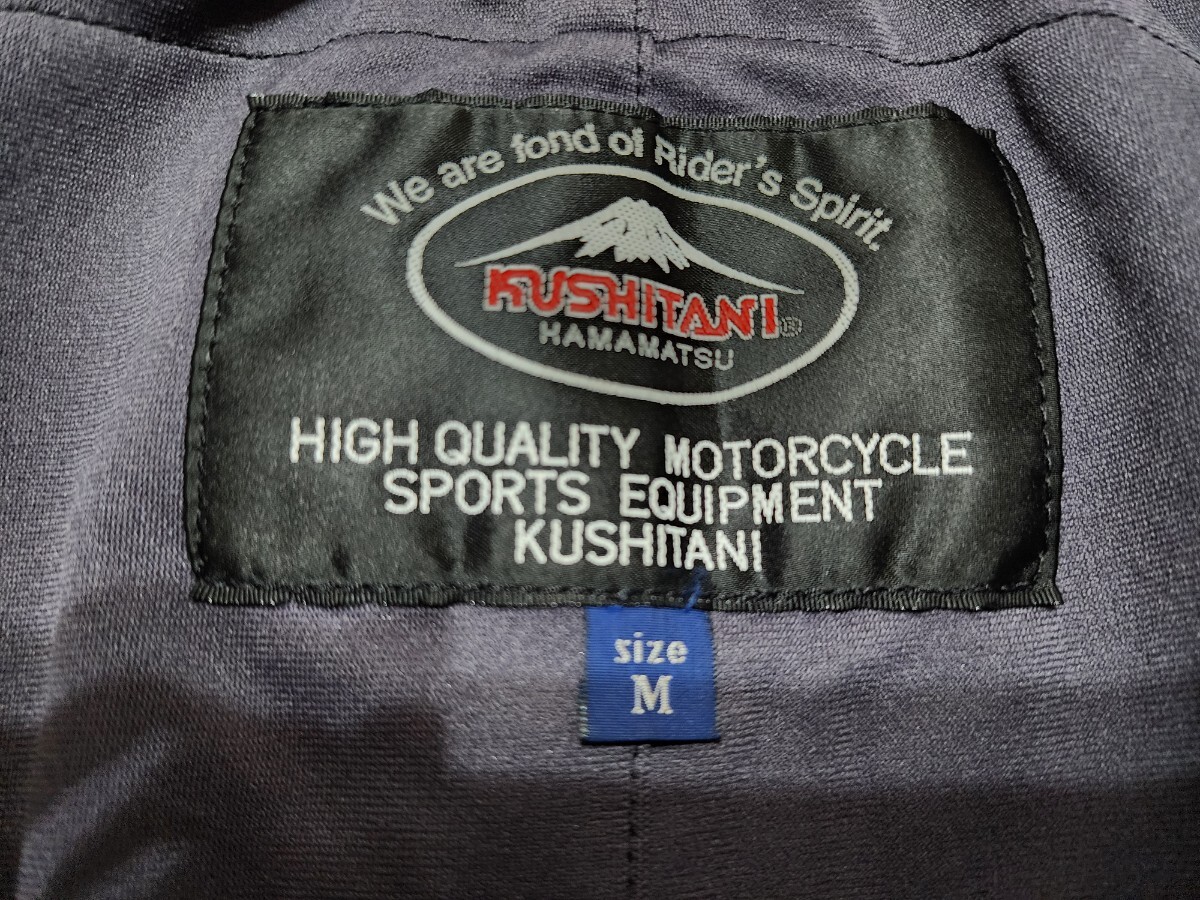 We are fond of Rider's Spirit.
KUSHITANI®
HAMAMATSU
HIGH QUALITY MOTORCYCLE
SPORTS EQUIPMENT
KUSHITANI
size
M